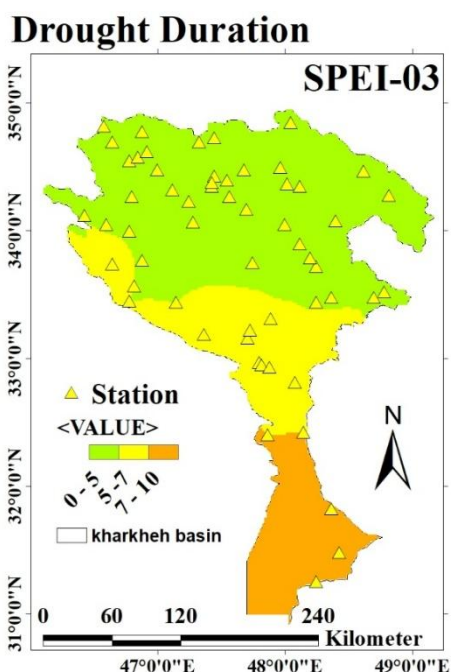 Drought Duration
SPEI-03
35°0'0"N
34°0'0"N
33°0'0"N
32°0'0"N
31°0'0"N
Station
<VALUE>
0 - 5
5 -7
7 - 10
kharkheh basin
N
0 60 120 240
Kilometer
47°0'0"E 48°0'0"E 49°0'0"E